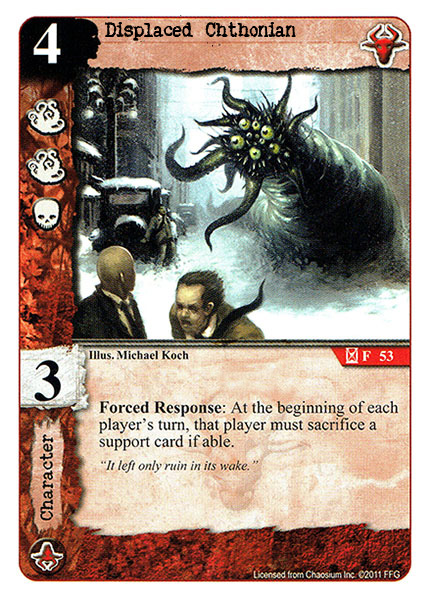 4
Displaced Chthonian
Illus. Michael Koch
F 53
3
Forced Response: At the beginning of each
player's turn, that player must sacrifice a
support card if able.
"It left only ruin in its wake."
Character
Licensed from Chaosium Inc. ©2011 FFG